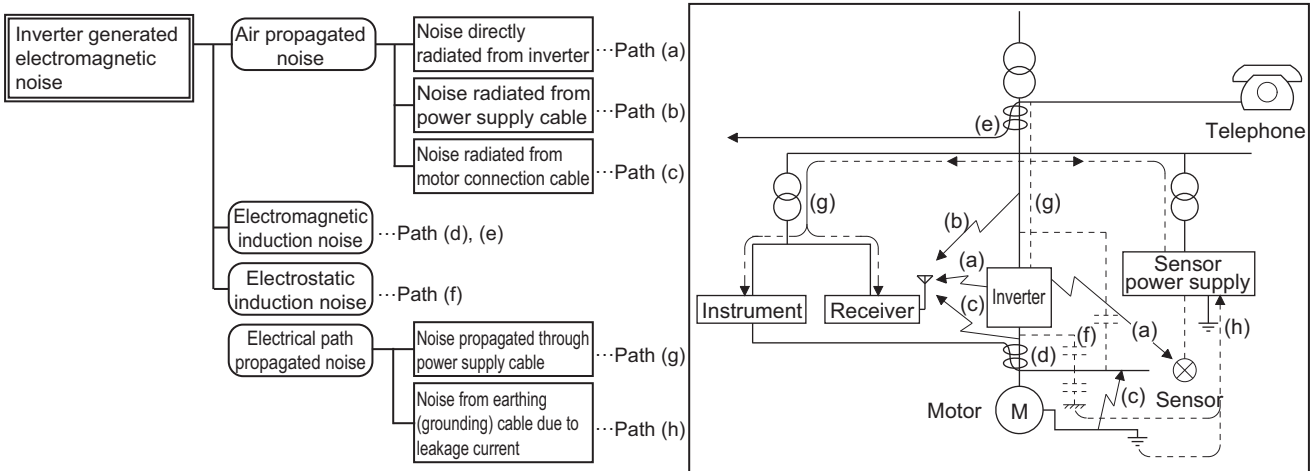 Inverter generated
electromagnetic
noise
Air propagated
noise
Noise directly
radiated from inverter
···Path (a)
Noise radiated from
power supply cable
···Path (b)
Noise radiated from
motor connection cable
···Path (c)
Electromagnetic
induction noise
···Path (d), (e)
Electrostatic
induction noise
···Path (f)
Electrical path
propagated noise
Noise propagated through
power supply cable
···Path (g)
Noise from earthing
(grounding) cable due to
leakage current
···Path (h)
Telephone
(e)
(g)
(g)
(b)
(a)
(c)
Instrument
Receiver
Inverter
Sensor
power supply
(f)
(a)
(h)
(d)
(c)
Sensor
Motor
M